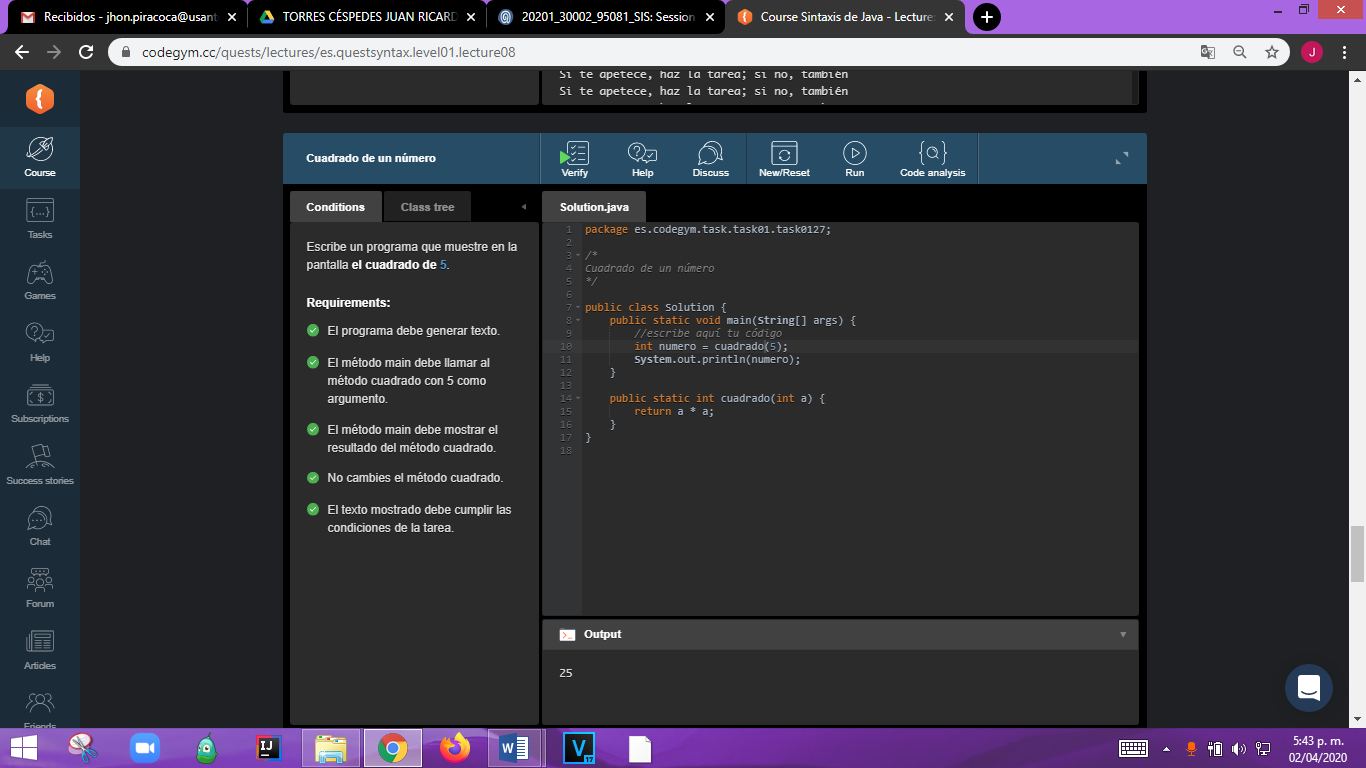 Recibidos - jhon.piracoca@usant
TORRES CÉSPEDES JUAN RICARD
20201_30002_95081_SIS: Session
Course Sintaxis de Java - Lecture
codegym.cc/quests/lectures/es.questsyntax.level01.lecture08
J
Si te apetece, haz la tarea; si no, también
Si te apetece, haz la tarea; si no, también
Course
Tasks
Games
Help
Subscriptions
Success stories
Chat
Forum
Articles
Friends
Cuadrado de un número
Verify
Help
Discuss
New/Reset
Run
Code analysis
Conditions
Class tree
Solution.java
Escribe un programa que muestre en la
pantalla el cuadrado de 5.
Requirements:
El programa debe generar texto.
El método main debe llamar al
método cuadrado con 5 como
argumento.
El método main debe mostrar el
resultado del método cuadrado.
No cambies el método cuadrado.
El texto mostrado debe cumplir las
condiciones de la tarea.
1 package es.codegym.task.task01.task0127;
2
3 /*
4 Cuadrado de un número
5 */
6
7 public class Solution {
8 public static void main(String[] args) {
9 //escribe aquí tu código
10 int numero = cuadrado(5);
11 System.out.println(numero);
12 }
13
14 public static int cuadrado(int a) {
15 return a * a;
16 }
17 }
18
Output
25
5:43 p. m.
02/04/2020